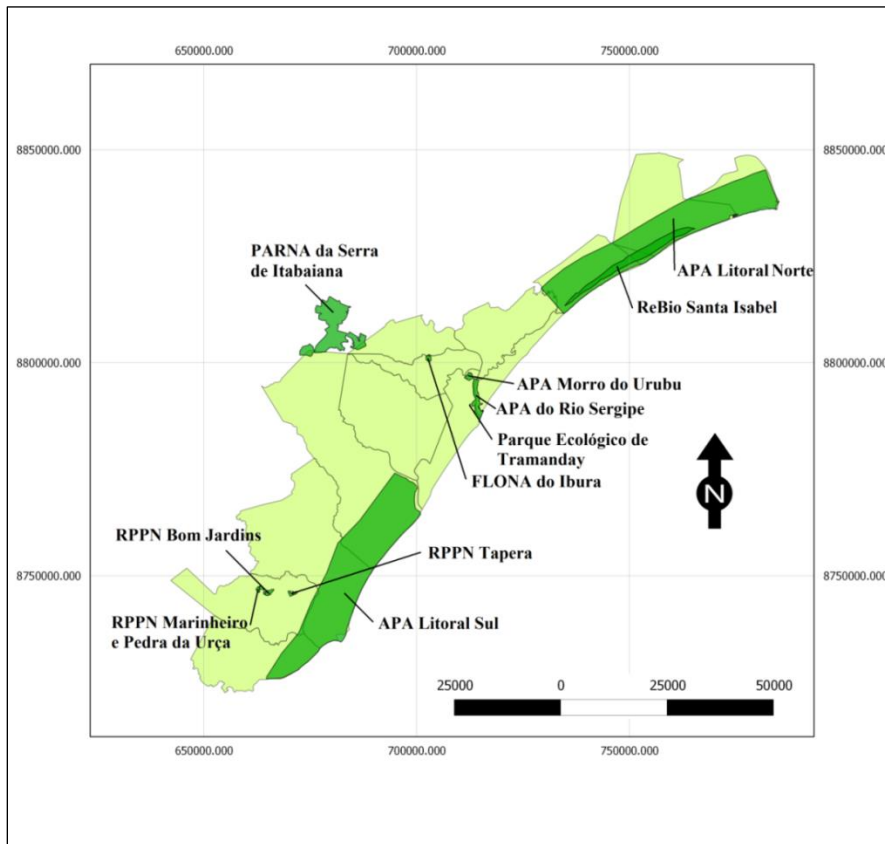 650000.000 700000.000 750000.000
8850000.000 8850000.000
PARNA da Serra
de Itabaiana
APA Litoral Norte
ReBio Santa Isabel
8800000.000 8800000.000
APA Morro do Urubu
APA do Rio Sergipe
Parque Ecológico de
Tramanday
FLONA do Ibura
N
RPPN Bom Jardins
RPPN Tapera
8750000.000 8750000.000
RPPN Marinheiro
e Pedra da Urça
APA Litoral Sul
25000 0 25000 50000
650000.000 700000.000 750000.000